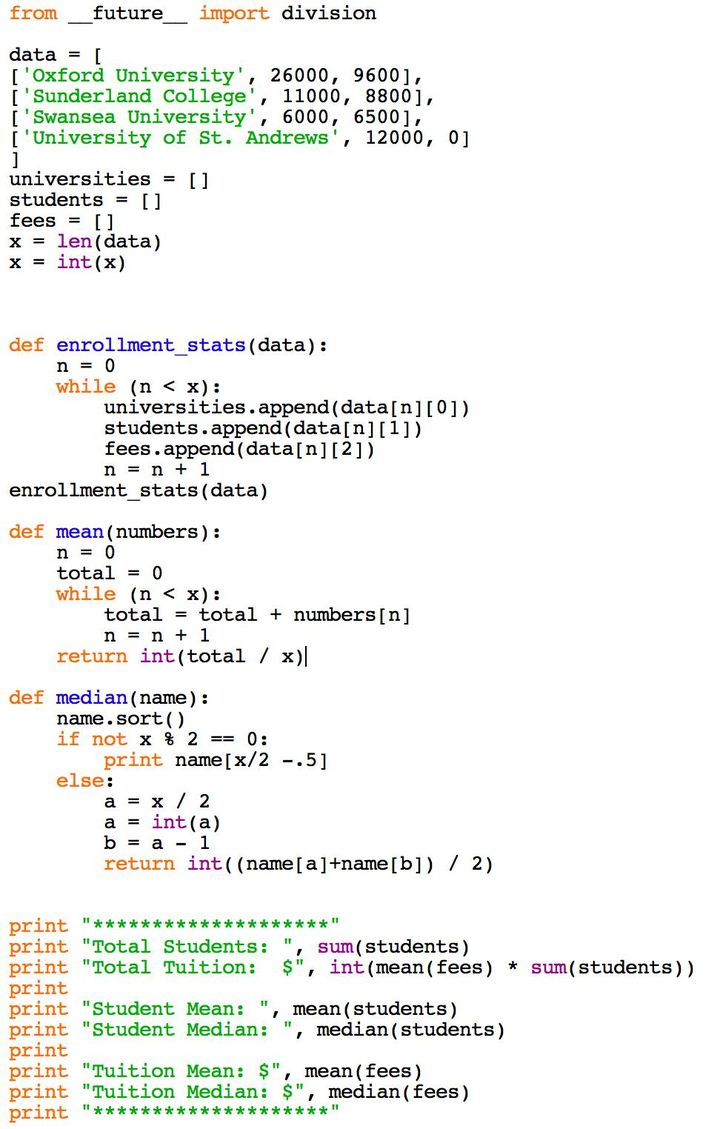 from __future__ import division

data = [
['Oxford University', 26000, 9600],
['Sunderland College', 11000, 8800],
['Swansea University', 6000, 6500],
['University of St. Andrews', 12000, 0]
]
universities = []
students = []
fees = []
x = len(data)
x = int(x)



def enrollment_stats(data):
    n = 0
    while (n < x):
        universities.append(data[n][0])
        students.append(data[n][1])
        fees.append(data[n][2])
        n = n + 1
enrollment_stats(data)

def mean(numbers):
    n = 0
    total = 0
    while (n < x):
        total = total + numbers[n]
        n = n + 1
    return int(total / x)

def median(name):
    name.sort()
    if not x % 2 == 0:
        print name[x/2 -.5]
    else:
        a = x / 2
        a = int(a)
        b = a - 1
        return int((name[a]+name[b]) / 2)


print "********************"
print "Total Students: ", sum(students)
print "Total Tuition:  $", int(mean(fees) * sum(students))
print
print "Student Mean: ", mean(students)
print "Student Median: ", median(students)
print
print "Tuition Mean: $", mean(fees)
print "Tuition Median: $", median(fees)
print "********************"